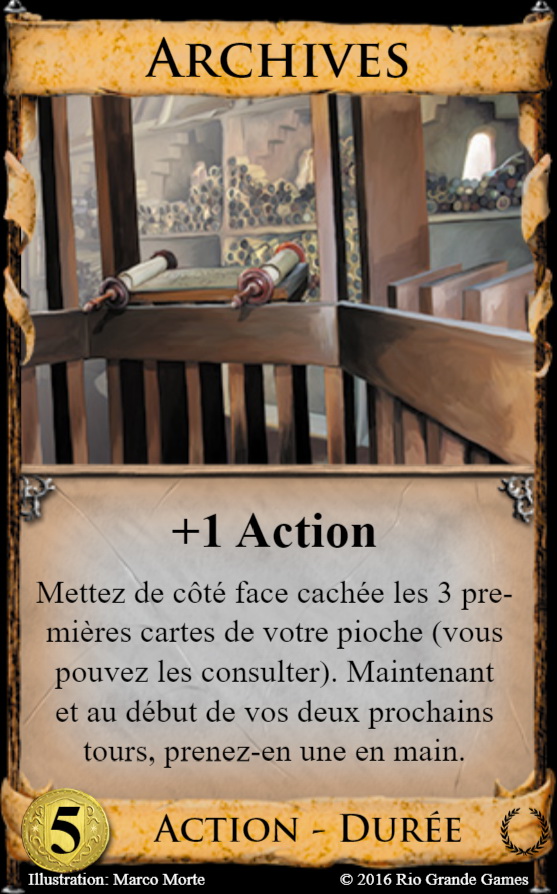 ARCHIVES
+1 Action
Mettez de côté face cachée les 3 pre-
mières cartes de votre pioche (vous
pouvez les consulter). Maintenant
et au début de vos deux prochains
tours, prenez-en une en main.
5 ACTION - DURÉE
Illustration: Marco Morte © 2016 Rio Grande Games